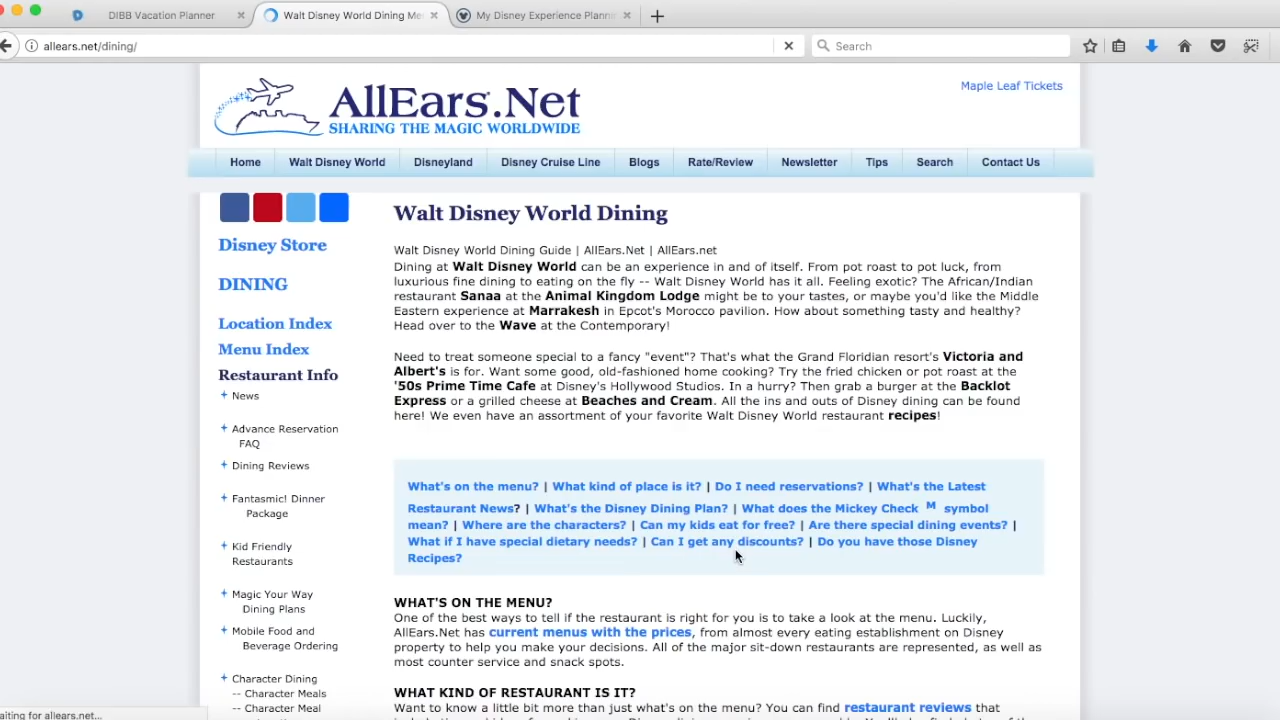 DIBB Vacation Planner
Walt Disney World Dining Me
My Disney Experience Planni
allears.net/dining/
Search
AllEars.Net
SHARING THE MAGIC WORLDWIDE
Maple Leaf Tickets
Home Walt Disney World Disneyland Disney Cruise Line Blogs Rate/Review Newsletter Tips Search Contact Us
Disney Store
DINING
Location Index
Menu Index
Restaurant Info
News
Advance Reservation
FAQ
Dining Reviews
Fantasmic! Dinner
Package
Kid Friendly
Restaurants
Magic Your Way
Dining Plans
Mobile Food and
Beverage Ordering
Character Dining
-- Character Meals
-- Character Meal
Walt Disney World Dining
Walt Disney World Dining Guide | AllEars.Net | AllEars.net
Dining at Walt Disney World can be an experience in and of itself. From pot roast to pot luck, from
luxurious fine dining to eating on the fly -- Walt Disney World has it all. Feeling exotic? The African/Indian
restaurant Sanaa at the Animal Kingdom Lodge might be to your tastes, or maybe you'd like the Middle
Eastern experience at Marrakesh in Epcot's Morocco pavilion. How about something tasty and healthy?
Head over to the Wave at the Contemporary!
Need to treat someone special to a fancy "event"? That's what the Grand Floridian resort's Victoria and
Albert's is for. Want some good, old-fashioned home cooking? Try the fried chicken or pot roast at the
'50s Prime Time Cafe at Disney's Hollywood Studios. In a hurry? Then grab a burger at the Backlot
Express or a grilled cheese at Beaches and Cream. All the ins and outs of Disney dining can be found
here! We even have an assortment of your favorite Walt Disney World restaurant recipes!
What's on the menu? | What kind of place is it? | Do I need reservations? | What's the Latest
Restaurant News? | What's the Disney Dining Plan? | What does the Mickey Check M symbol
mean? | Where are the characters? | Can my kids eat for free? | Are there special dining events? |
What if I have special dietary needs? | Can I get any discounts? | Do you have those Disney
Recipes?
WHAT'S ON THE MENU?
One of the best ways to tell if the restaurant is right for you is to take a look at the menu. Luckily,
AllEars.Net has current menus with the prices, from almost every eating establishment on Disney
property to help you make your decisions. All of the major sit-down restaurants are represented, as well as
most counter service and snack spots.
WHAT KIND OF RESTAURANT IS IT?
Want to know a little bit more than just what's on the menu? You can find restaurant reviews that
aiting for allears.net...